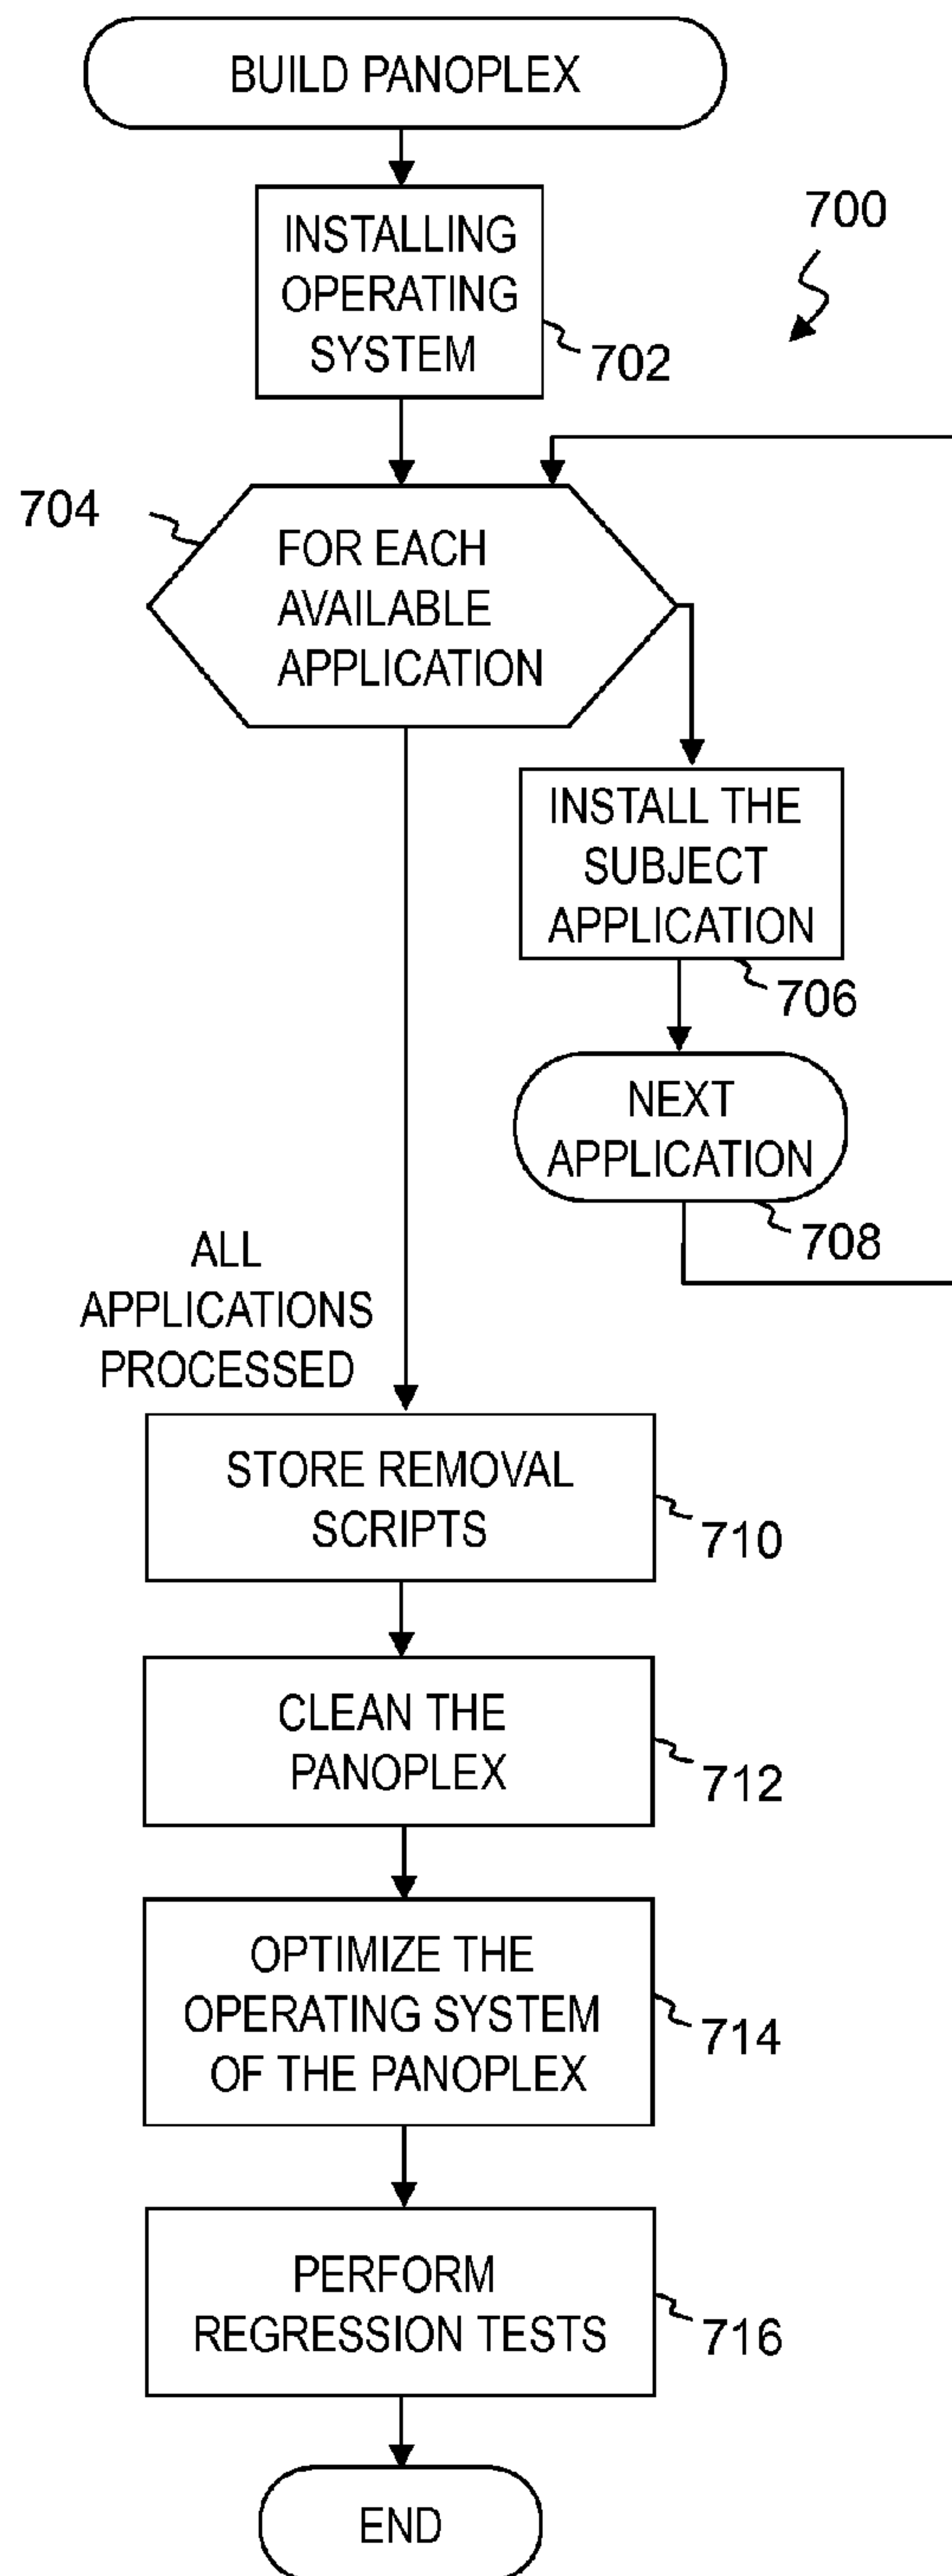 BUILD PANOPLEX
INSTALLING
OPERATING
SYSTEM
702
700
704
FOR EACH
AVAILABLE
APPLICATION
INSTALL THE
SUBJECT
APPLICATION
706
NEXT
APPLICATION
708
ALL
APPLICATIONS
PROCESSED
STORE REMOVAL
SCRIPTS
710
CLEAN THE
PANOPLEX
712
OPTIMIZE THE
OPERATING SYSTEM
OF THE PANOPLEX
714
PERFORM
REGRESSION TESTS
716
END